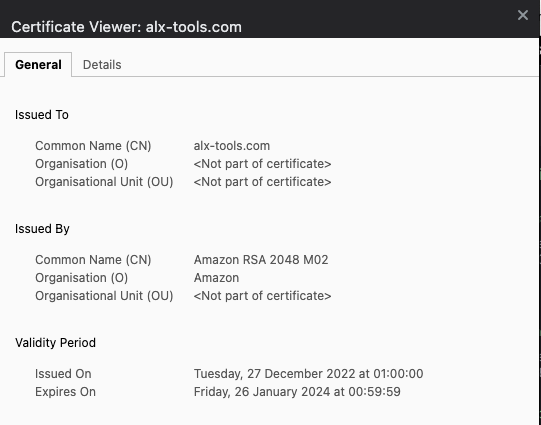 Certificate Viewer: alx-tools.com
General Details
Issued To
Common Name (CN) alx-tools.com
Organisation (O) <Not part of certificate>
Organisational Unit (OU) <Not part of certificate>
Issued By
Common Name (CN) Amazon RSA 2048 M02
Organisation (O) Amazon
Organisational Unit (OU) <Not part of certificate>
Validity Period
Issued On Tuesday, 27 December 2022 at 01:00:00
Expires On Friday, 26 January 2024 at 00:59:59